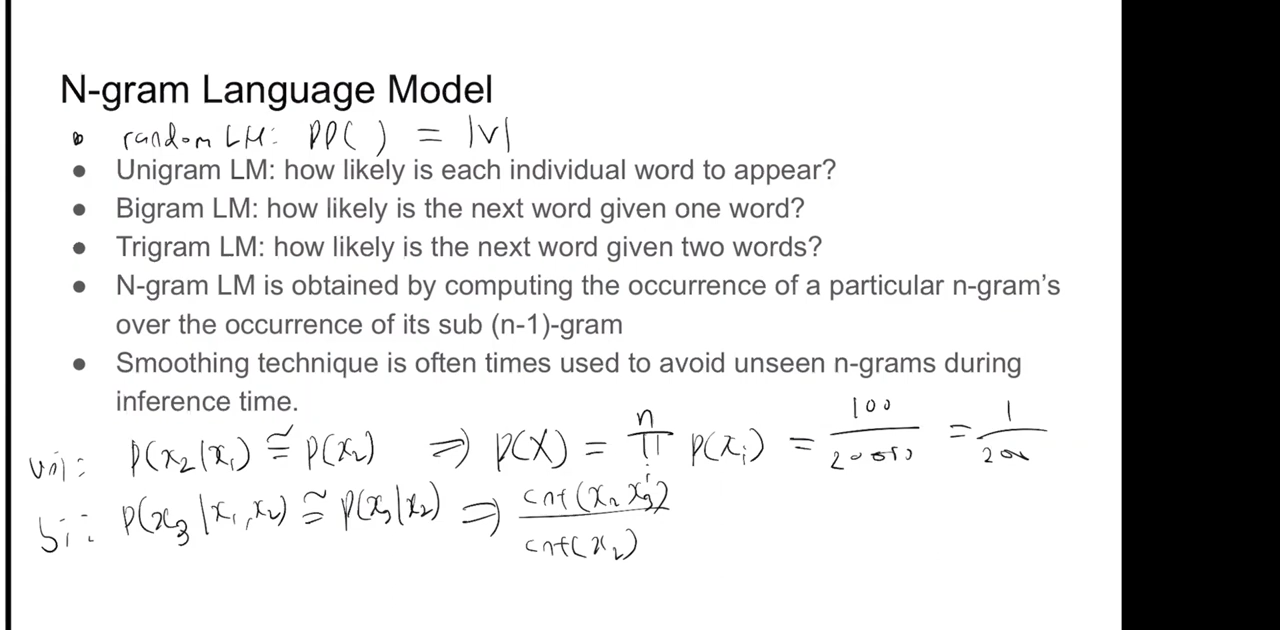 N-gram Language Model
• random LM: PP( ) = |V|
• Unigram LM: how likely is each individual word to appear?
• Bigram LM: how likely is the next word given one word?
• Trigram LM: how likely is the next word given two words?
• N-gram LM is obtained by computing the occurrence of a particular n-gram's
over the occurrence of its sub (n-1)-gram
• Smoothing technique is often times used to avoid unseen n-grams during
inference time.
uni: P(x₂|x₁) ≅ P(x₂) ⇒ P(X) = ∏ⁿᵢ P(xᵢ) = 100 / 20000 = 1 / 200
bi: P(x₃|x₁,x₂) ≅ P(x₃|x₂) ⇒ cnt(x₂ x₃) / cnt(x₂)